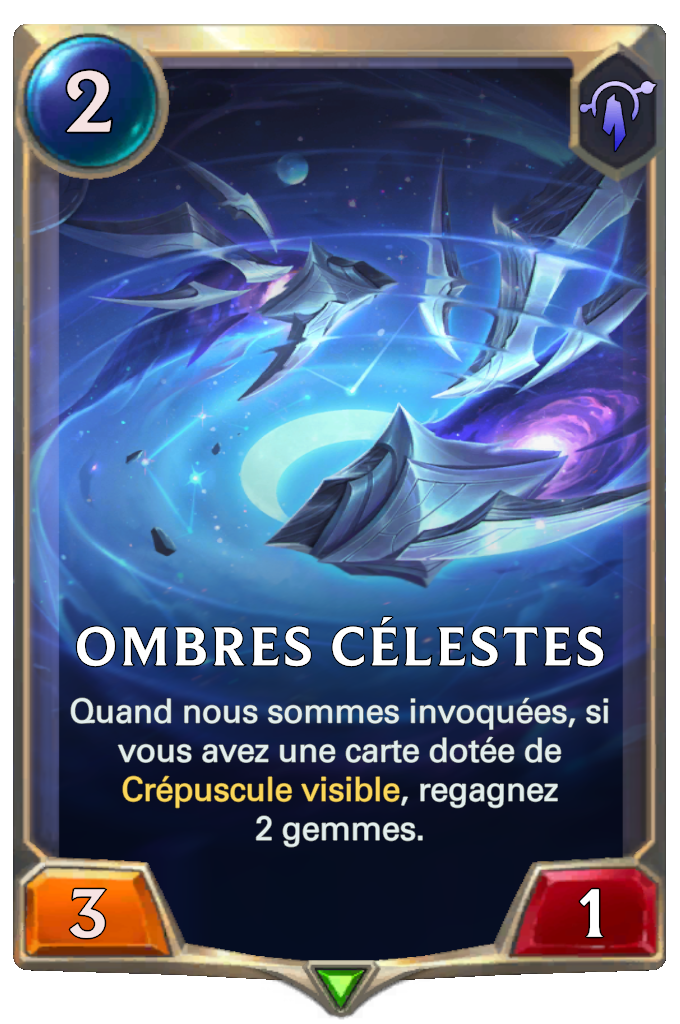 2
OMBRES CÉLESTES
Quand nous sommes invoquées, si
vous avez une carte dotée de
Crépuscule visible, regagnez
2 gemmes.
3
1